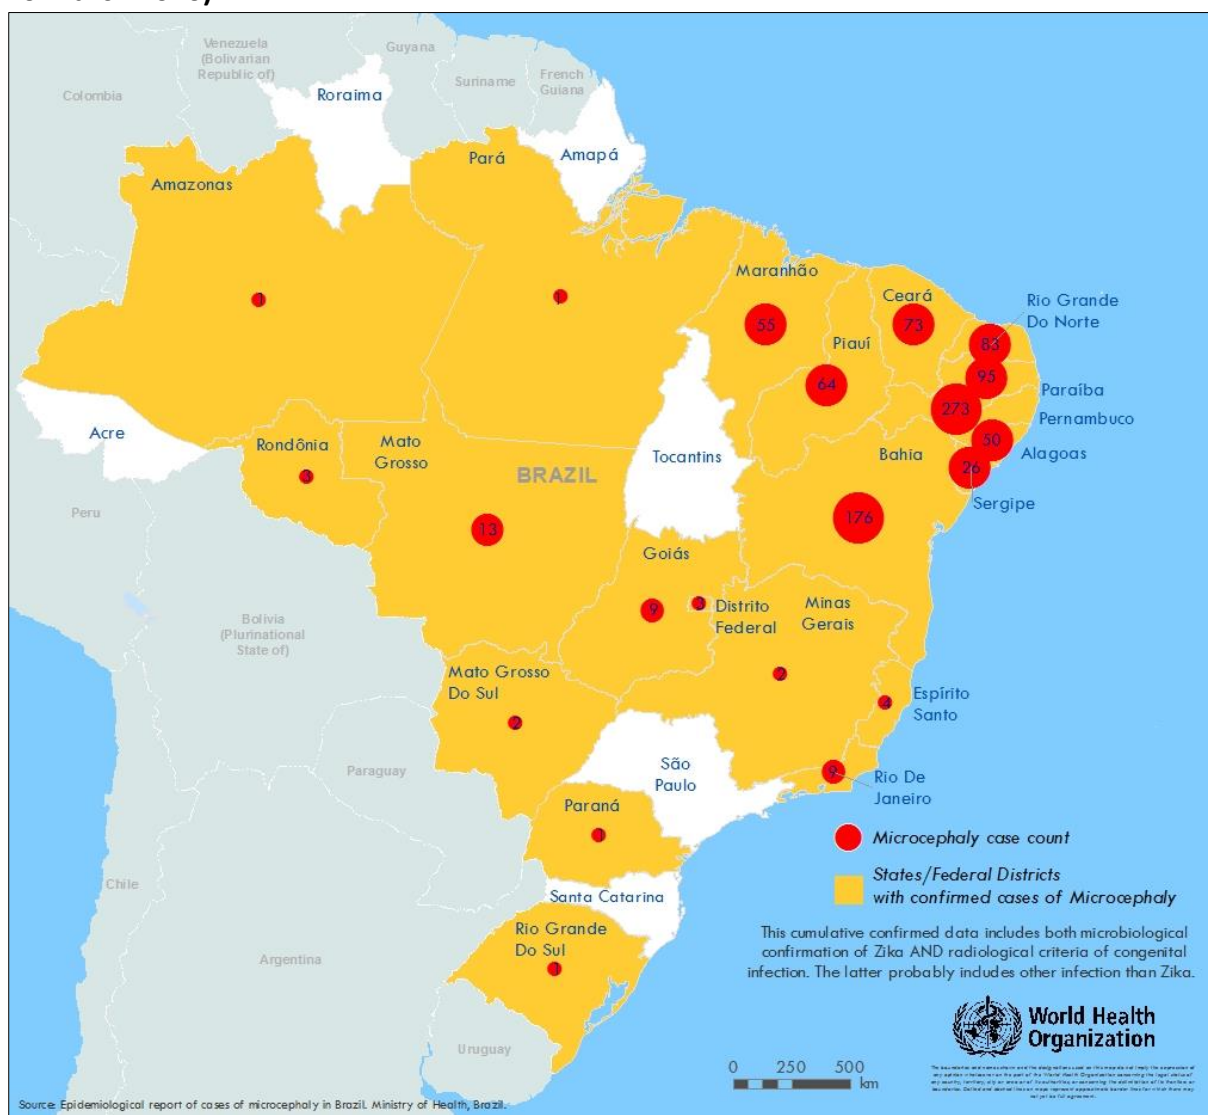 Venezuela
(Bolivarian
Republic of)
Guyana
Suriname
French
Guiana
Colombia
Roraima
Amapá
Pará
Amazonas
1
1
Maranhão
55
Ceará
73
Rio Grande
Do Norte
83
Piauí
64
95
Paraíba
273
Pernambuco
50
Alagoas
26
Sergipe
Acre
Rondônia
3
Mato
Grosso
BRAZIL
Tocantins
Bahia
176
13
Peru
Goiás
9
3
Distrito
Federal
Minas
Gerais
2
Bolivia
(Plurinational
State of)
Mato Grosso
Do Sul
2
Espírito
Santo
4
São
Paulo
9
Rio De
Janeiro
Paraguay
Paraná
1
Microcephaly case count
States/Federal Districts
with confirmed cases of Microcephaly
Chile
Santa Catarina
Rio Grande
Do Sul
1
Argentina
This cumulative confirmed data includes both microbiological
confirmation of Zika AND radiological criteria of congenital
infection. The latter probably includes other infection than Zika.
World Health
Organization
Uruguay
0 250 500
km
Source: Epidemiological report of cases of microcephaly in Brazil. Ministry of Health, Brazil.